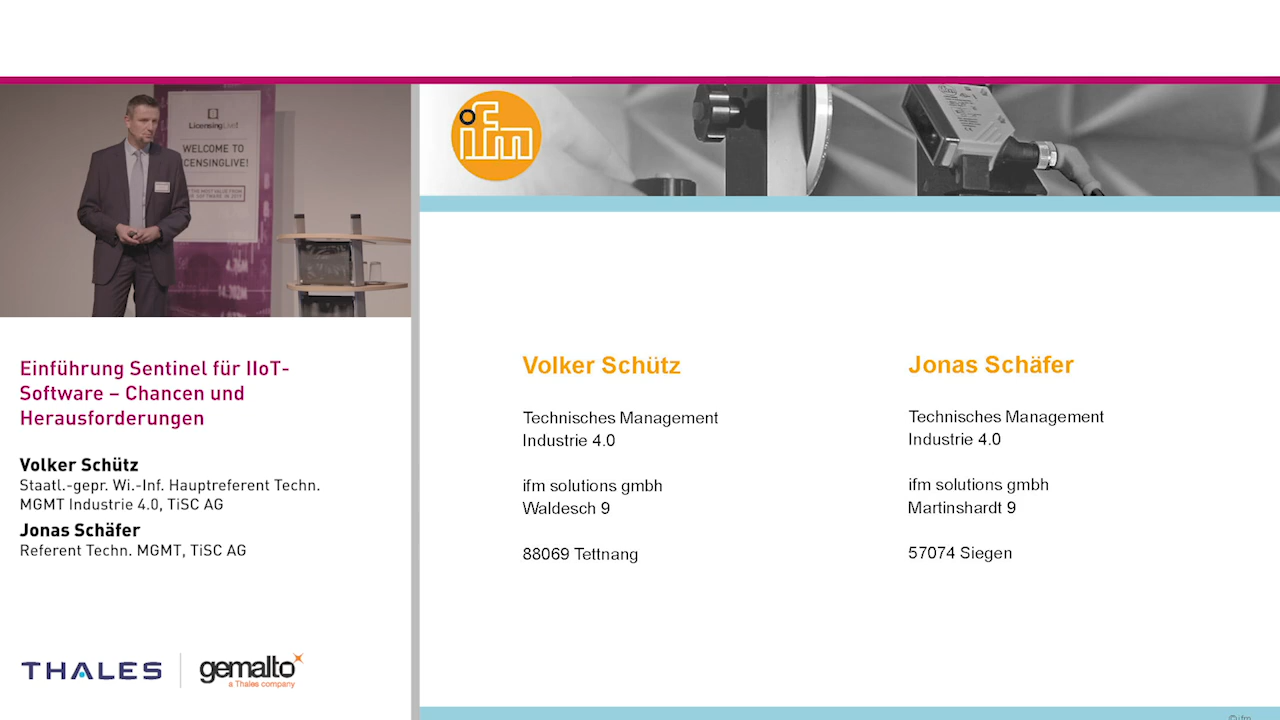 LicensingLive!
WELCOME TO
LICENSINGLIVE!
Einführung Sentinel für IIoT-
Software – Chancen und
Herausforderungen
Volker Schütz
Staatl.-gepr. Wi.-Inf. Hauptreferent Techn.
MGMT Industrie 4.0, TiSC AG
Jonas Schäfer
Referent Techn. MGMT, TiSC AG
THALES
gemalto
a Thales company
ifm
Volker Schütz
Technisches Management
Industrie 4.0
ifm solutions gmbh
Waldesch 9
88069 Tettnang
Jonas Schäfer
Technisches Management
Industrie 4.0
ifm solutions gmbh
Martinshardt 9
57074 Siegen